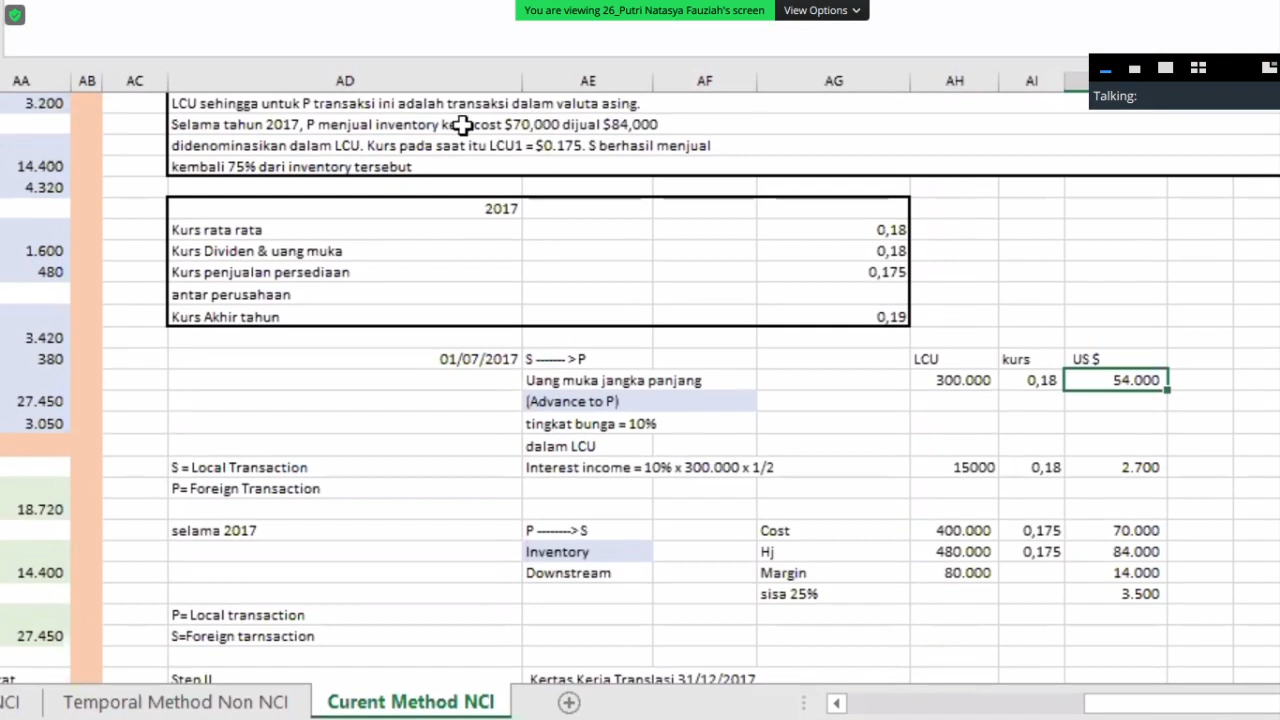 You are viewing 26_Putri Natasya Fauziah's screen View Options
Talking:
AA AB AC AD AE AF AG AH AI
3.200 LCU sehingga untuk P transaksi ini adalah transaksi dalam valuta asing.
Selama tahun 2017, P menjual inventory cost $70,000 dijual $84,000
didenominasikan dalam LCU. Kurs pada saat itu LCU1 = $0.175. S berhasil menjual
14.400 kembali 75% dari inventory tersebut
4.320
2017
Kurs rata rata 0,18
1.600 Kurs Dividen & uang muka 0,18
480 Kurs penjualan persediaan 0,175
antar perusahaan
Kurs Akhir tahun 0,19
3.420
380 01/07/2017 S ------- > P LCU kurs US $
Uang muka jangka panjang 300.000 0,18 54.000
27.450 (Advance to P)
3.050 tingkat bunga = 10%
dalam LCU
S = Local Transaction Interest income = 10% x 300.000 x 1/2 15000 0,18 2.700
P= Foreign Transaction
18.720
selama 2017 P --------> S Cost 400.000 0,175 70.000
Inventory Hj 480.000 0,175 84.000
14.400 Downstream Margin 80.000 14.000
sisa 25% 3.500
P= Local transaction
27.450 S=Foreign tarnsaction
Step II Kertas Kerja Translasi 31/12/2017
NCI Temporal Method Non NCI Curent Method NCI